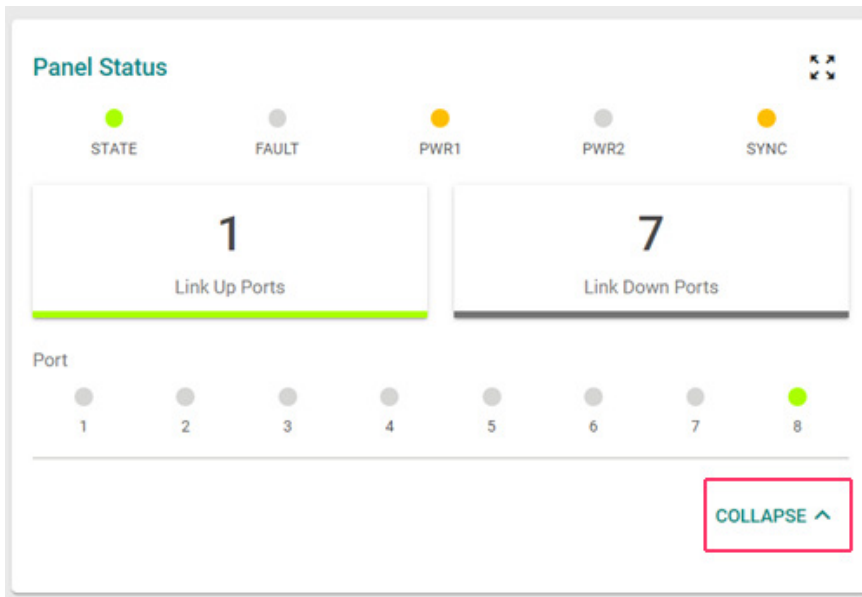 Panel Status
STATE FAULT PWR1 PWR2 SYNC
1 7
Link Up Ports Link Down Ports
Port
1 2 3 4 5 6 7 8
COLLAPSE